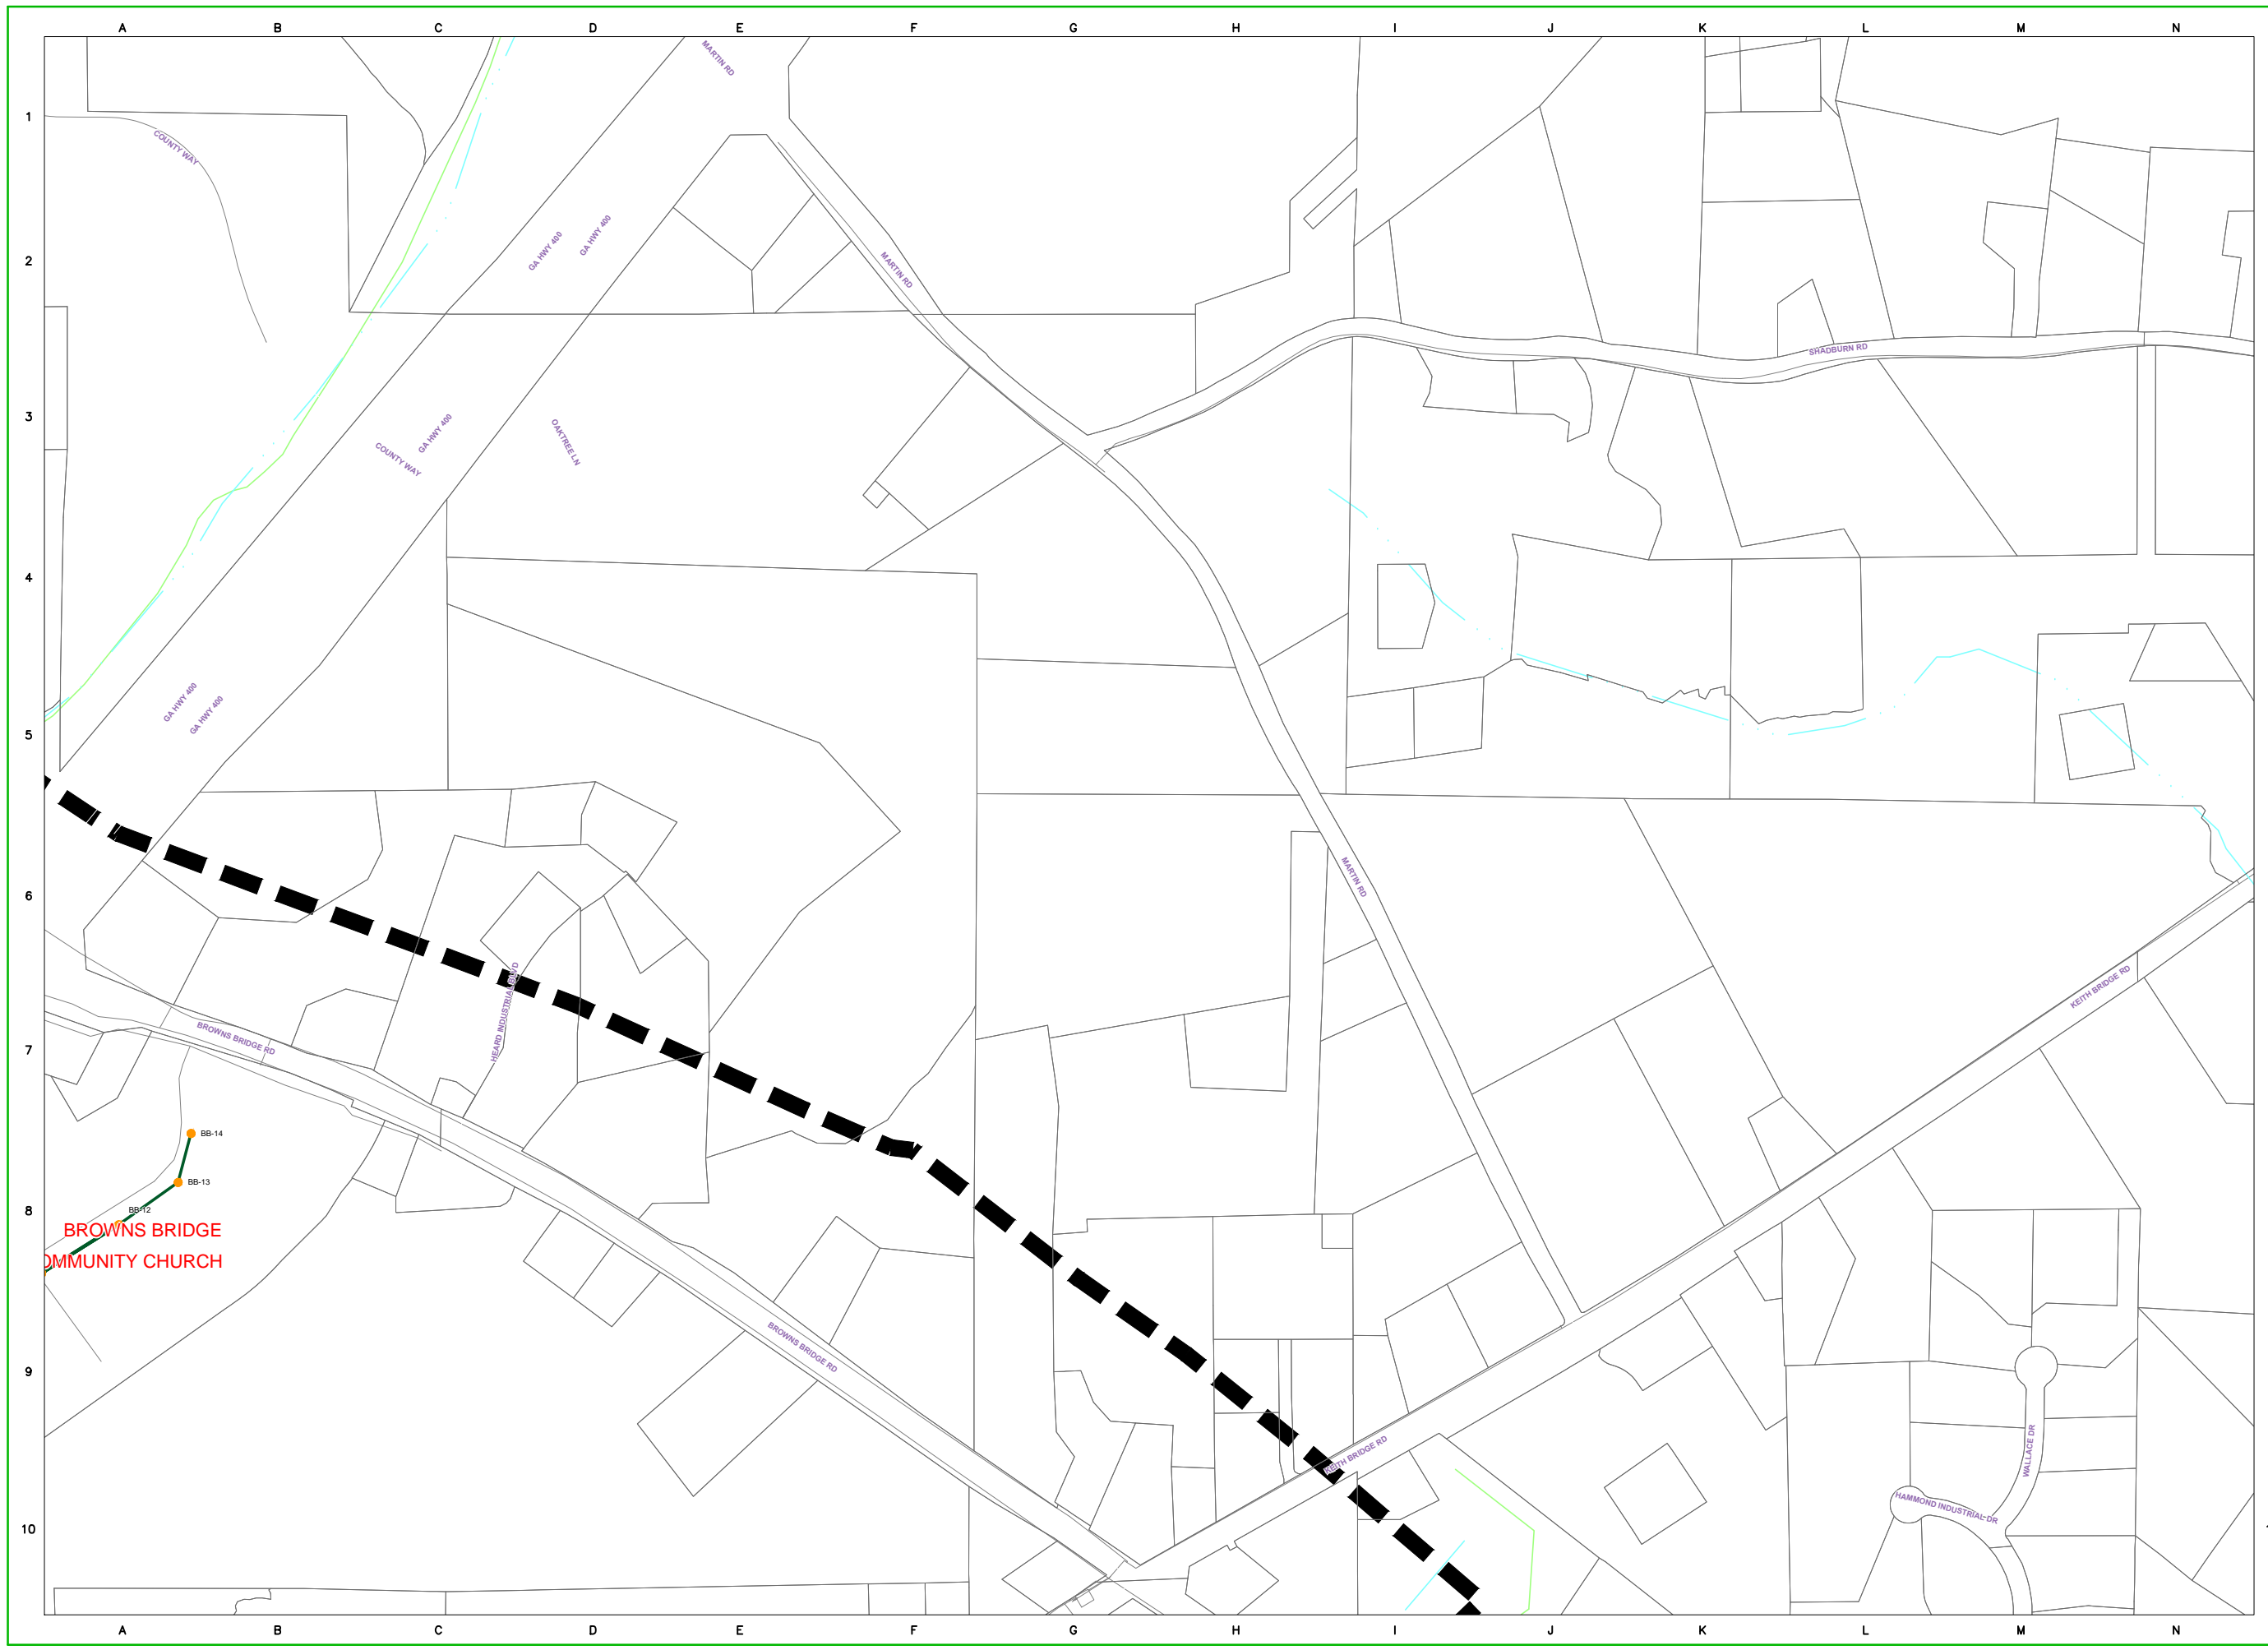 A B C D E F G H I J K L M N
MARTIN RD
1
COUNTY WAY
GA HWY 400
GA HWY 400
2
MARTIN RD
SHADBURN RD
3
GA HWY 400
COUNTY WAY
OAKTREE LN
4
GA HWY 400
GA HWY 400
5
MARTIN RD
6
HEARD INDUSTRIAL BLVD
KEITH BRIDGE RD
BROWNS BRIDGE RD
7
BB-14
BB-13
8
BB-12
BROWNS BRIDGE
OMMUNITY CHURCH
BROWNS BRIDGE RD
9
KEITH BRIDGE RD
WALLACE DR
HAMMOND INDUSTRIAL DR
10
A B C D E F G H I J K L M N